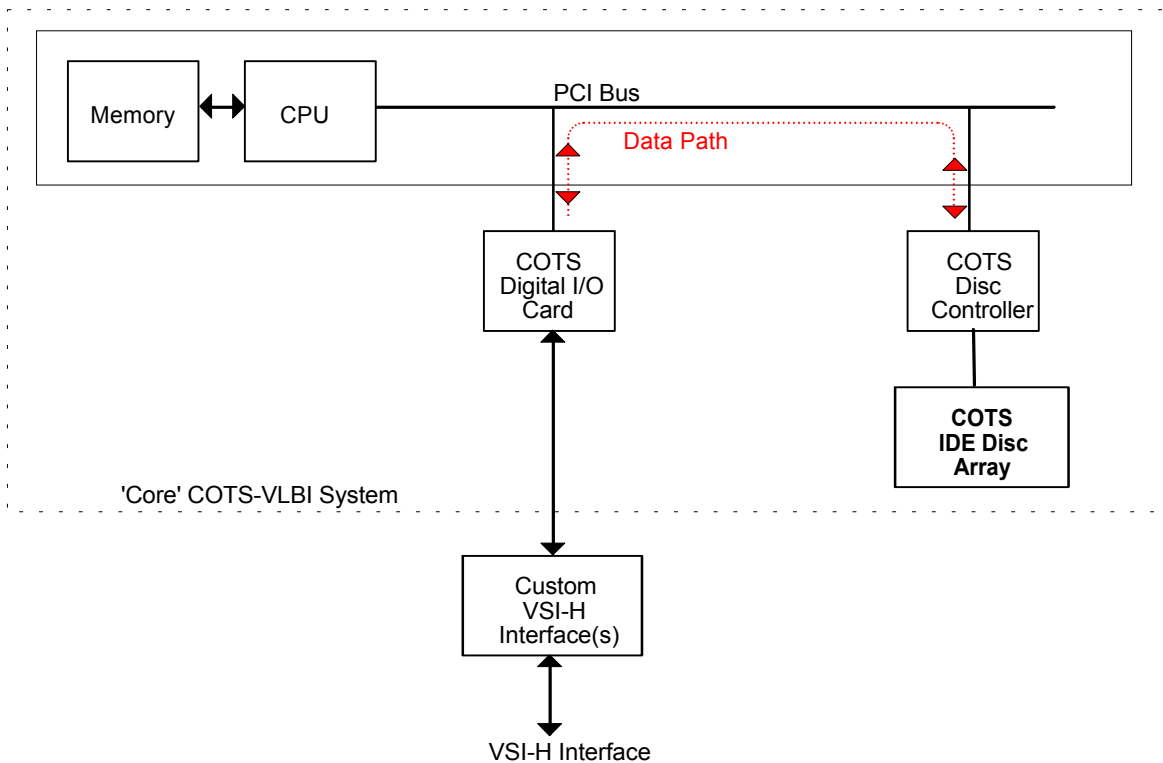 PCI Bus
Memory
CPU
Data Path
COTS
Digital I/O
Card
COTS
Disc
Controller
COTS
IDE Disc
Array
'Core' COTS-VLBI System
Custom
VSI-H
Interface(s)
VSI-H Interface